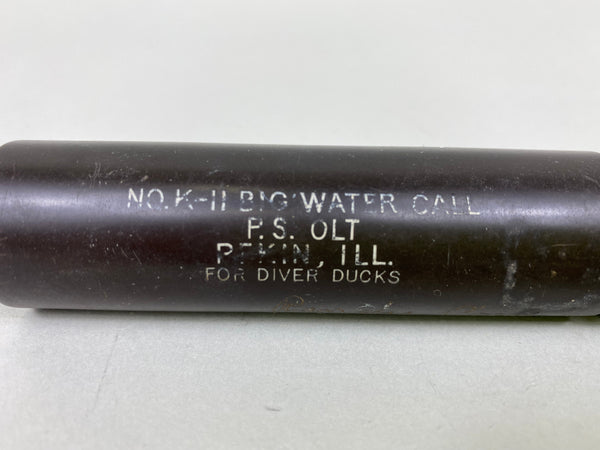 NO. K-11 BIG WATER CALL
P. S. OLT
PEKIN, ILL.
FOR DIVER DUCKS